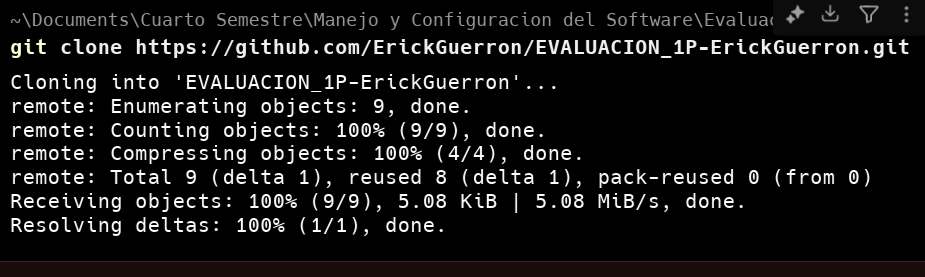 ~\Documents\Cuarto Semestre\Manejo y Configuracion del Software\Evaluac
git clone https://github.com/ErickGuerron/EVALUACION_1P-ErickGuerron.git
Cloning into 'EVALUACION_1P-ErickGuerron'...
remote: Enumerating objects: 9, done.
remote: Counting objects: 100% (9/9), done.
remote: Compressing objects: 100% (4/4), done.
remote: Total 9 (delta 1), reused 8 (delta 1), pack-reused 0 (from 0)
Receiving objects: 100% (9/9), 5.08 KiB | 5.08 MiB/s, done.
Resolving deltas: 100% (1/1), done.